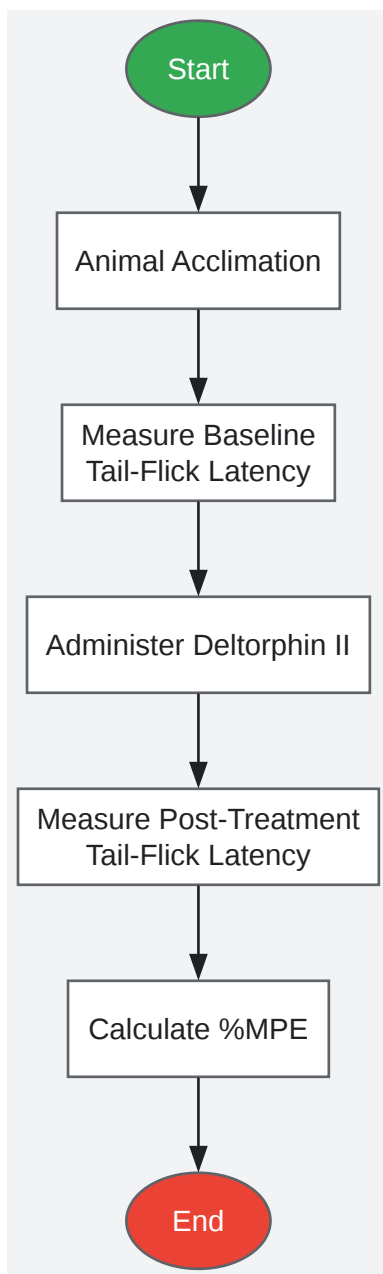 Start
Animal Acclimation
Measure Baseline
Tail-Flick Latency
Administer Deltorphin II
Measure Post-Treatment
Tail-Flick Latency
Calculate %MPE
End